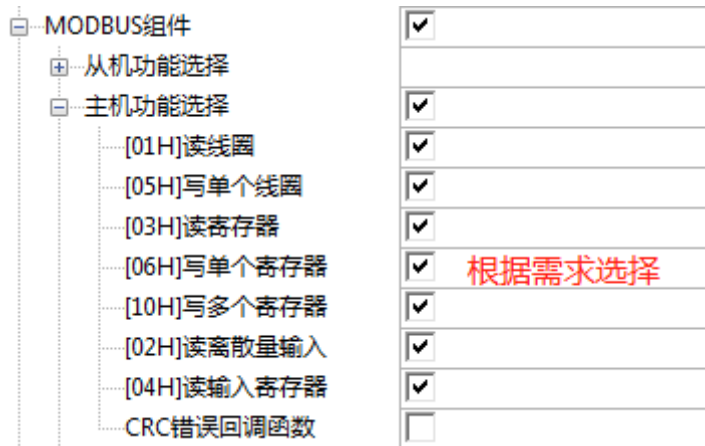 MODBUS组件
从机功能选择
主机功能选择
[01H]读线圈
[05H]写单个线圈
[03H]读寄存器
[06H]写单个寄存器 根据需求选择
[10H]写多个寄存器
[02H]读离散量输入
[04H]读输入寄存器
CRC错误回调函数